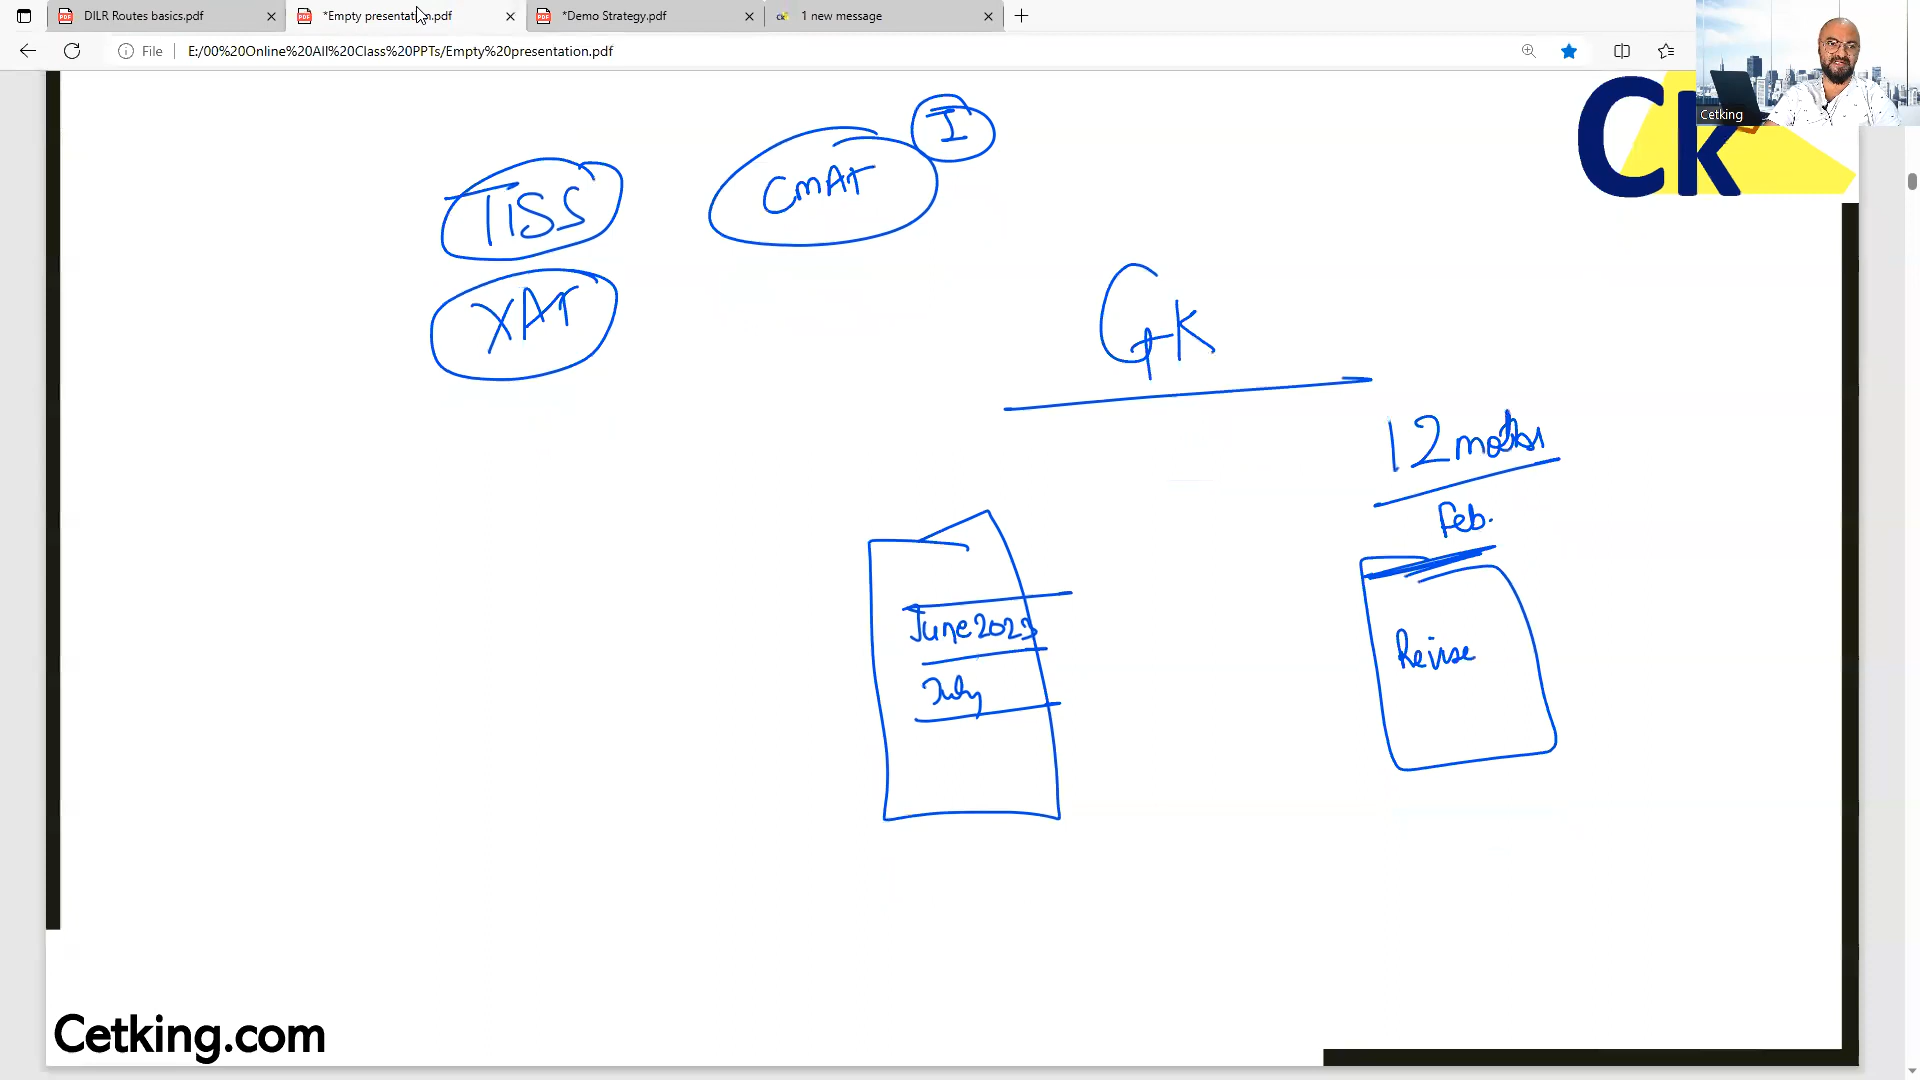 DILR Routes basics.pdf
*Empty presentation.pdf
*Demo Strategy.pdf
1 new message
File
E:/00%20Online%20All%20Class%20PPTs/Empty%20presentation.pdf
Cetking
Ck
I
CMAT
TISS
XAT
GK
12
Feb.
June 2023
July
Revise
Cetking.com